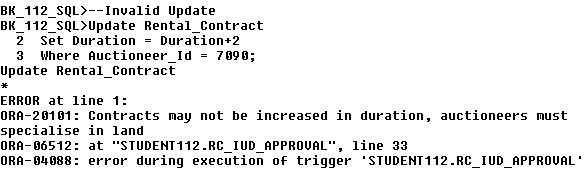 BK_112_SQL>--Invalid Update
BK_112_SQL>Update Rental_Contract
2 Set Duration = Duration+2
3 Where Auctioneer_Id = 7090;
Update Rental_Contract
*
ERROR at line 1:
ORA-20101: Contracts may not be increased in duration, auctioneers must
specialise in land
ORA-06512: at "STUDENT112.RC_IUD_APPROVAL", line 33
ORA-04088: error during execution of trigger 'STUDENT112.RC_IUD_APPROVAL'